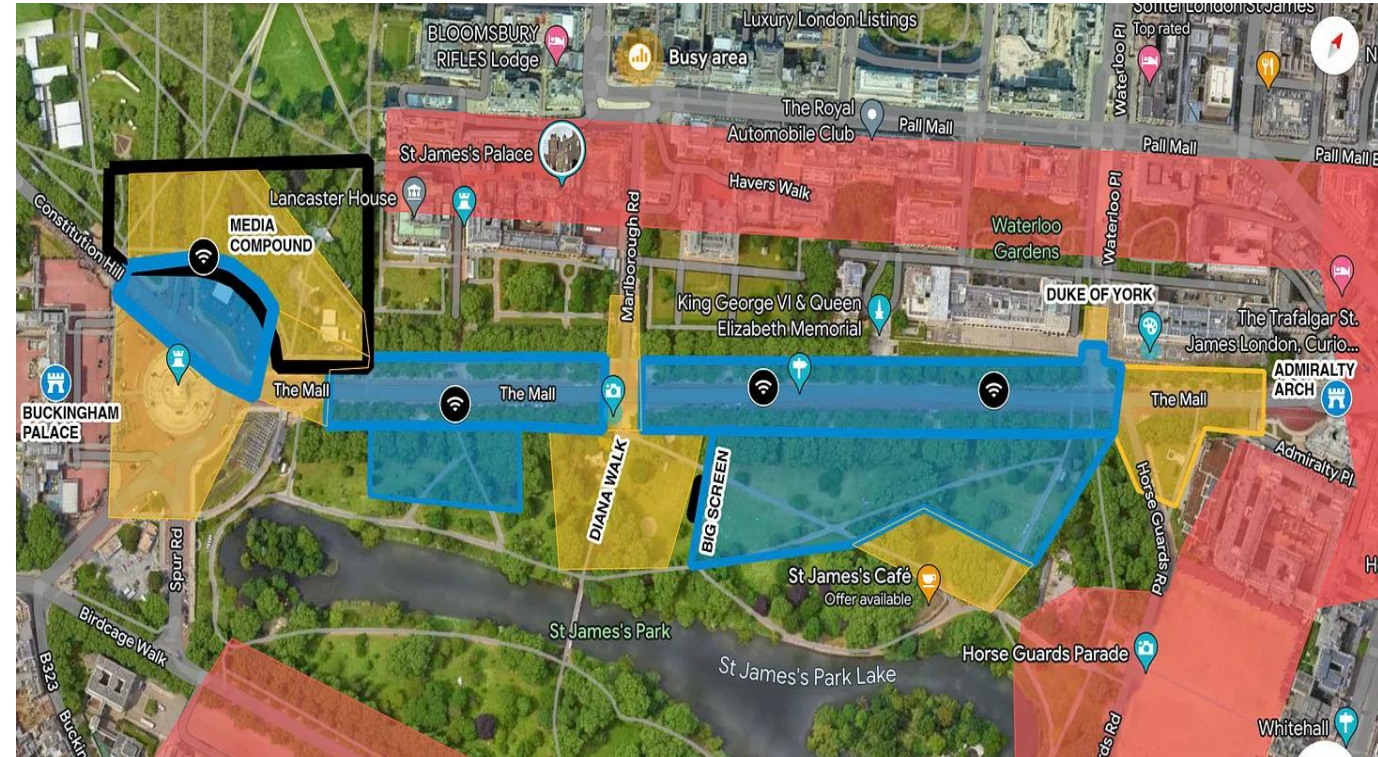 Luxury London Listings
Sofitel London St James
Top rated
BLOOMSBURY
RIFLES Lodge
Busy area
Waterloo Pl
The Royal
Automobile Club
Pall Mall
Pall Mall
Pall Mall E
St James's Palace
Lancaster House
Havers Walk
Marlborough Rd
Waterloo Pl
Waterloo
Gardens
Constitution Hill
MEDIA
COMPOUND
King George VI & Queen
Elizabeth Memorial
DUKE OF YORK
The Trafalgar St.
James London, Curio...
ADMIRALTY
ARCH
BUCKINGHAM
PALACE
The Mall
The Mall
The Mall
Admiralty Pl
DIANA WALK
BIG SCREEN
Horse Guards Rd
Spur Rd
St James's Café
Offer available
Birdcage Walk
St James's Park
St James's Park Lake
Horse Guards Parade
B323
Bucking
ds Rd
Whitehall